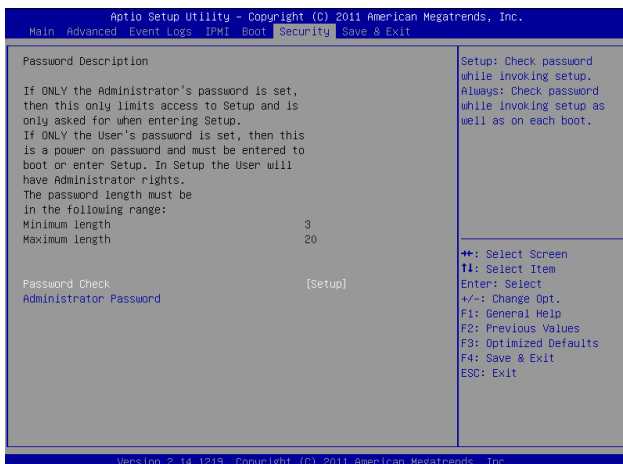 Aptio Setup Utility – Copyright (C) 2011 American Megatrends, Inc.
Main Advanced Event Logs IPMI Boot Security Save & Exit
Password Description
If ONLY the Administrator's password is set,
then this only limits access to Setup and is
only asked for when entering Setup.
If ONLY the User's password is set, then this
is a power on password and must be entered to
boot or enter Setup. In Setup the User will
have Administrator rights.
The password length must be
in the following range:
Minimum length 3
Maximum length 20
Password Check [Setup]
Administrator Password
Setup: Check password
while invoking setup.
Always: Check password
while invoking setup as
well as on each boot.
→←: Select Screen
↑↓: Select Item
Enter: Select
+/-: Change Opt.
F1: General Help
F2: Previous Values
F3: Optimized Defaults
F4: Save & Exit
ESC: Exit
Version 2.14.1219. Copyright (C) 2011 American Megatrends, Inc.